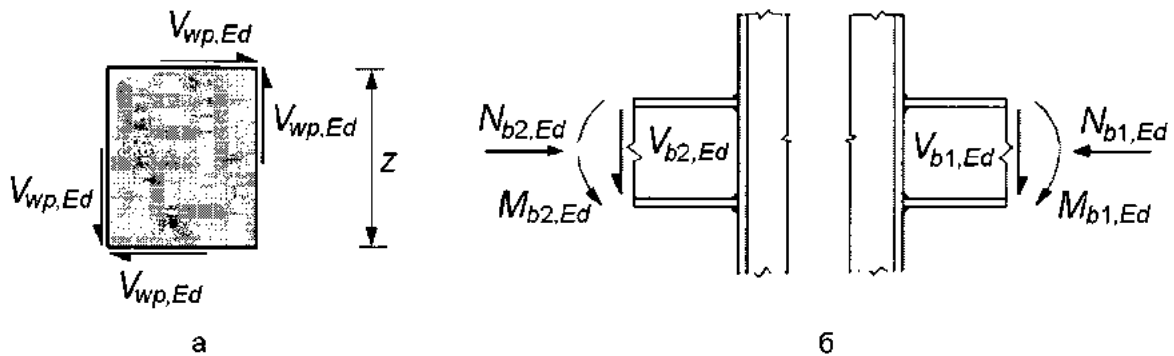 V_{wp,Ed}
V_{wp,Ed}
V_{wp,Ed}
V_{wp,Ed}
z
а
N_{b2,Ed}
V_{b2,Ed}
M_{b2,Ed}
V_{b1,Ed}
N_{b1,Ed}
M_{b1,Ed}
б